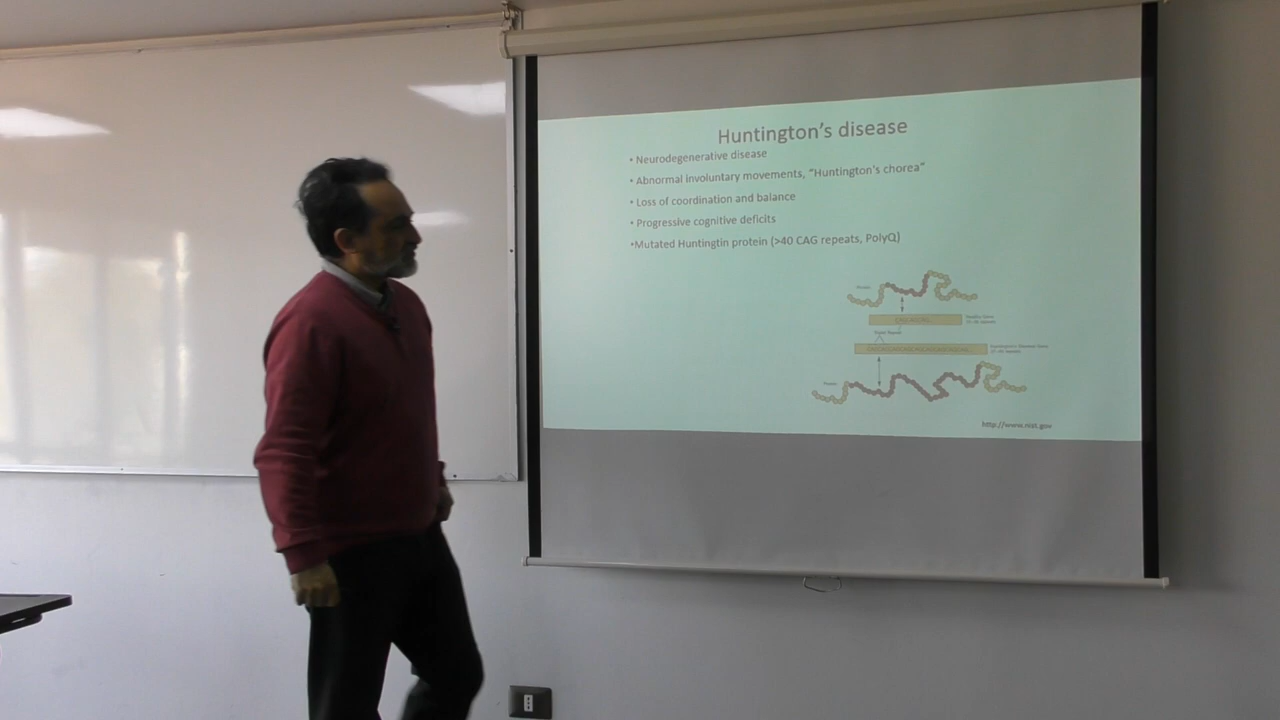 Huntington's disease
• Neurodegenerative disease
• Abnormal involuntary movements, "Huntington's chorea"
• Loss of coordination and balance
• Progressive cognitive deficits
•Mutated Huntingtin protein (>40 CAG repeats, PolyQ)
Protein
http://www.nist.gov